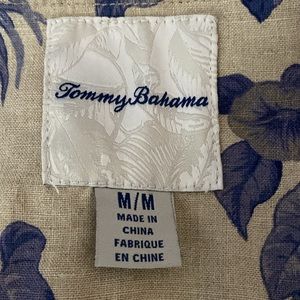 Tommy Bahama
M/M
MADE IN
CHINA
FABRIQUE
EN CHINE